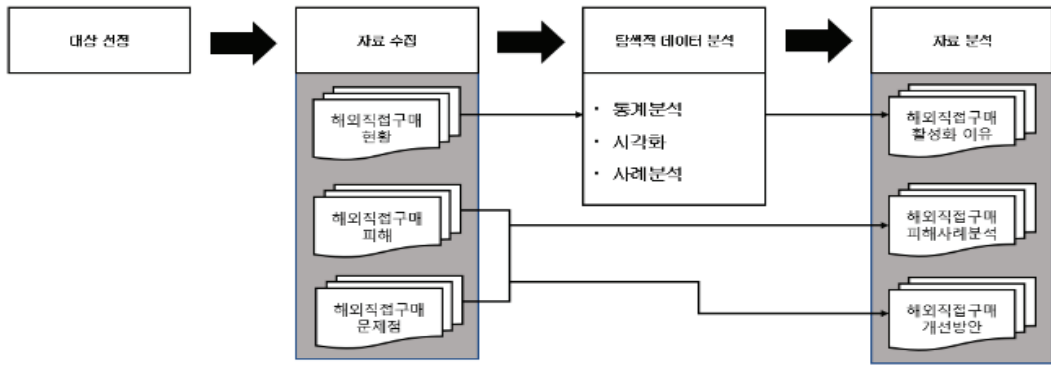 대상 선정
자료 수집
탐색적 데이터 분석
자료 분석
해외직접구매
현황
· 통계분석
· 시각화
· 사례분석
해외직접구매
활성화 이유
해외직접구매
피해
해외직접구매
피해사례분석
해외직접구매
문제점
해외직접구매
개선방안